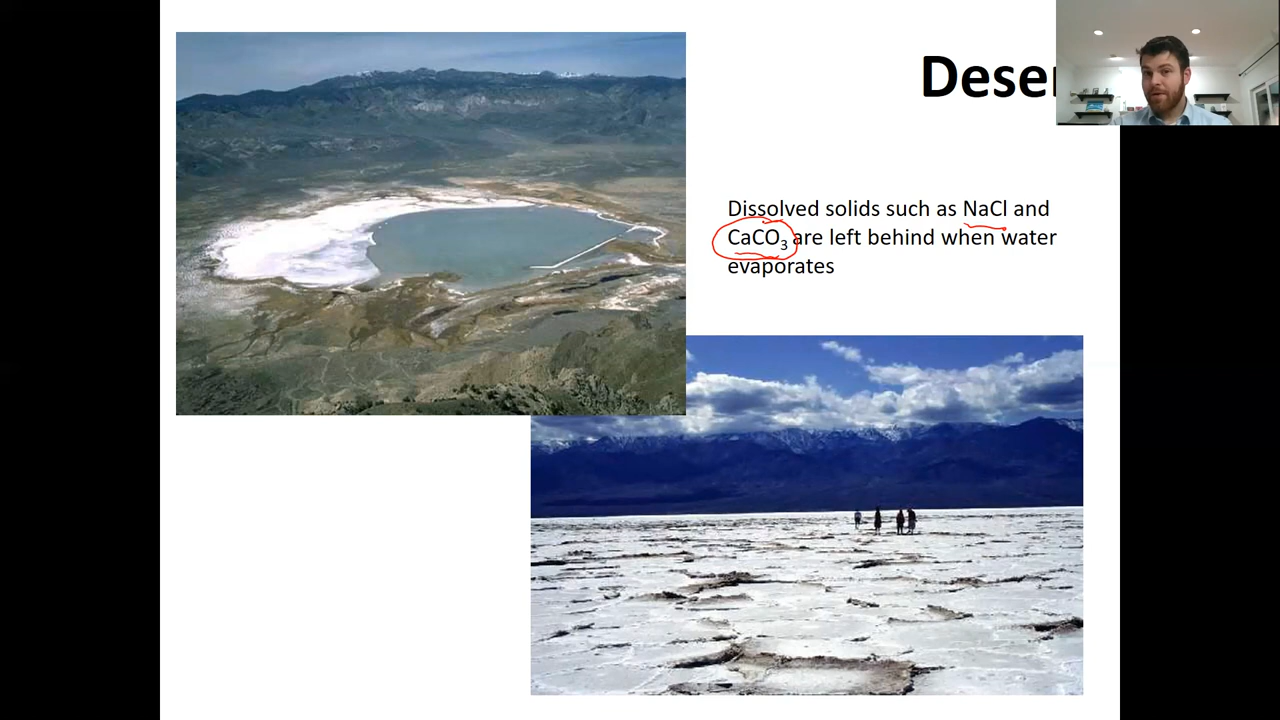 Deser
Dissolved solids such as NaCl and
CaCO₃ are left behind when water
evaporates